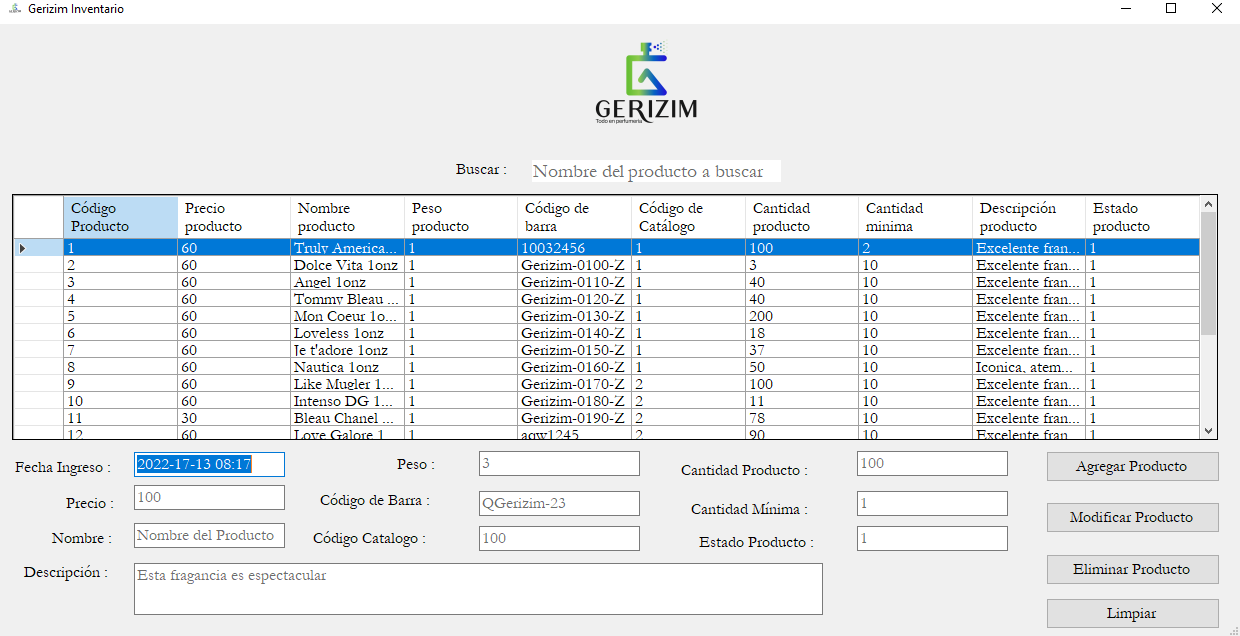 Gerizim Inventario
GERIZIM
Todo en perfumería
Buscar : Nombre del producto a buscar
Código Producto Precio producto Nombre producto Peso producto Código de barra Código de Catálogo Cantidad producto Cantidad minima Descripción producto Estado producto
1 60 Truly America... 1 10032456 1 100 2 Excelente fran... 1
2 60 Dolce Vita 1onz 1 Gerizim-0100-Z 1 3 10 Excelente fran... 1
3 60 Angel 1onz 1 Gerizim-0110-Z 1 40 10 Excelente fran... 1
4 60 Tommy Bleau ... 1 Gerizim-0120-Z 1 40 10 Excelente fran... 1
5 60 Mon Coeur 1o... 1 Gerizim-0130-Z 1 200 10 Excelente fran... 1
6 60 Loveless 1onz 1 Gerizim-0140-Z 1 18 10 Excelente fran... 1
7 60 Je t'adore 1onz 1 Gerizim-0150-Z 1 37 10 Excelente fran... 1
8 60 Nautica 1onz 1 Gerizim-0160-Z 1 50 10 Iconica, atem... 1
9 60 Like Mugler 1... 1 Gerizim-0170-Z 2 100 10 Excelente fran... 1
10 60 Intenso DG 1... 1 Gerizim-0180-Z 2 11 10 Excelente fran... 1
11 30 Bleau Chanel ... 1 Gerizim-0190-Z 2 78 10 Excelente fran... 1
12 60 Love Galore 1... 1 aqw1245 2 90 10 Excelente fran... 1
Fecha Ingreso : 2022-17-13 08:17 Peso : 3 Cantidad Producto : 100 Agregar Producto
Precio : 100 Código de Barra : QGerizim-23 Cantidad Mínima : 1 Modificar Producto
Nombre : Nombre del Producto Código Catalogo : 100 Estado Producto : 1
Descripción : Esta fragancia es espectacular Eliminar Producto
Limpiar